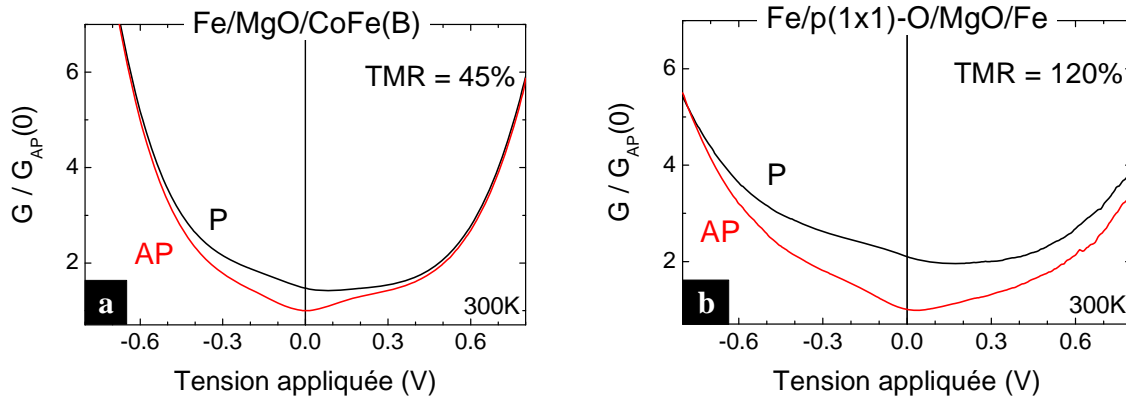 Fe/MgO/CoFe(B)
TMR = 45%
G / G_AP(0)
6
4
2
P
AP
a
300K
-0.6 -0.3 0.0 0.3 0.6
Tension appliquée (V)
Fe/p(1x1)-O/MgO/Fe
TMR = 120%
G / G_AP(0)
6
4
2
P
AP
b
300K
-0.6 -0.3 0.0 0.3 0.6
Tension appliquée (V)